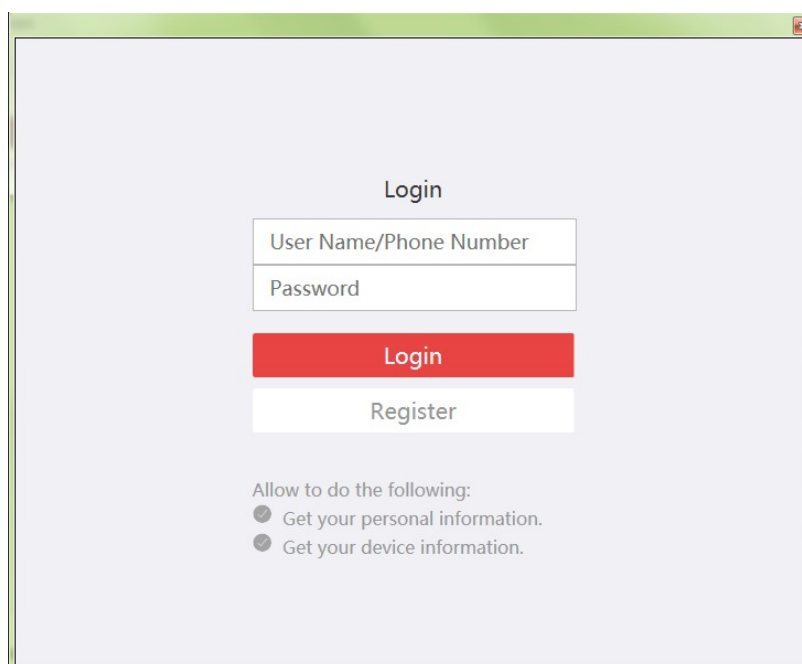 Login
User Name/Phone Number
Password
Login
Register
Allow to do the following:
Get your personal information.
Get your device information.